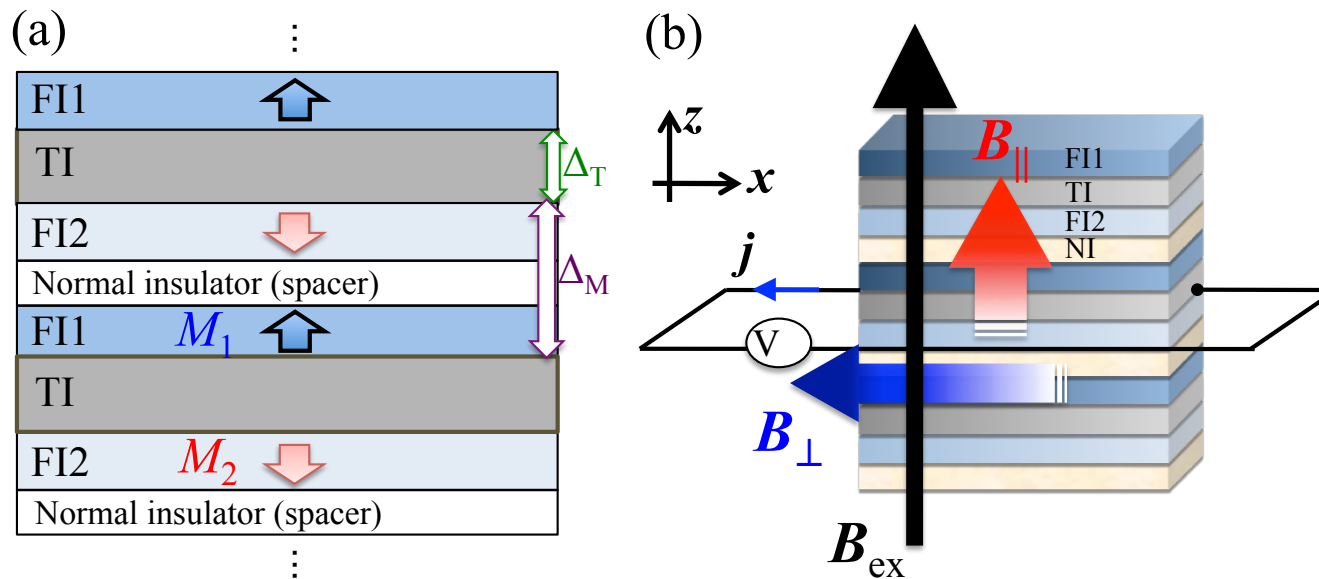 (a)
⋮
FI1
TI
Δ_T
FI2
Normal insulator (spacer)
Δ_M
FI1
M_1
TI
FI2
M_2
Normal insulator (spacer)
⋮
(b)
z
x
B_||
FI1
TI
FI2
NI
j
V
B_⊥
B_ex